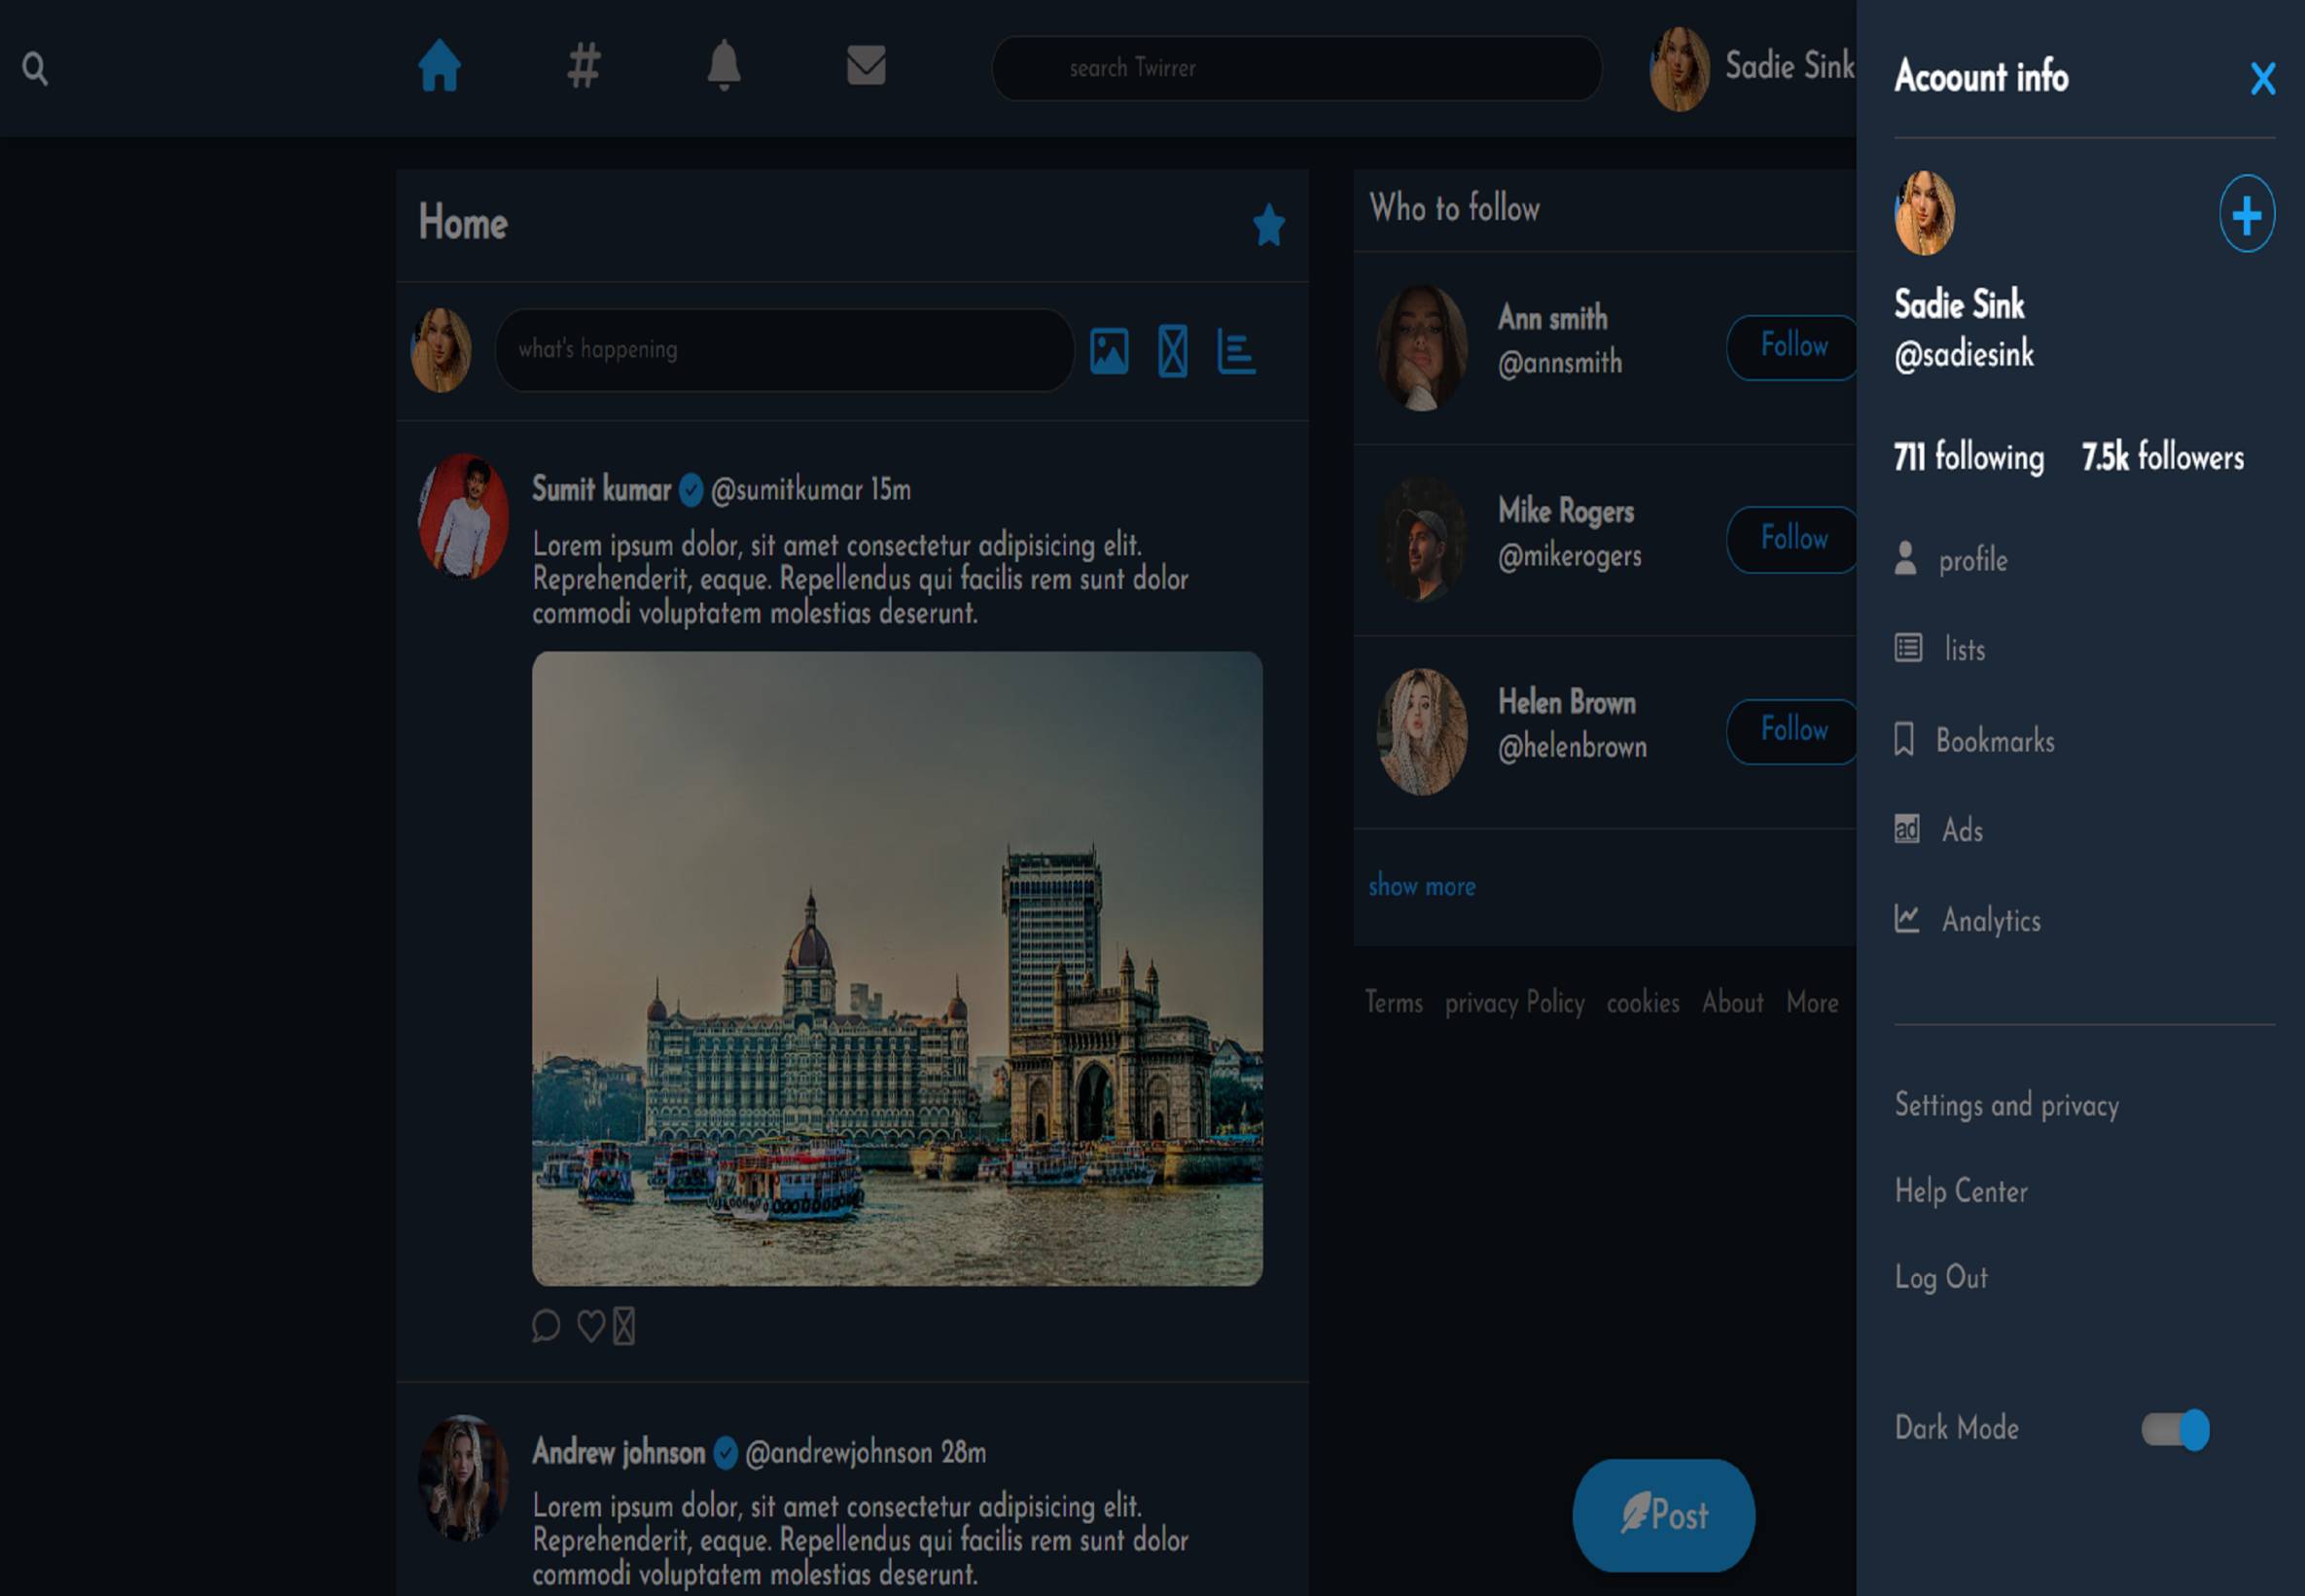 search Twirrer
Sadie Sink
Home
what's happening
Sumit kumar @sumitkumar 15m
Lorem ipsum dolor, sit amet consectetur adipisicing elit.
Reprehenderit, eaque. Repellendus qui facilis rem sunt dolor
commodi voluptatem molestias deserunt.
Andrew johnson @andrewjohnson 28m
Lorem ipsum dolor, sit amet consectetur adipisicing elit.
Reprehenderit, eaque. Repellendus qui facilis rem sunt dolor
commodi voluptatem molestias deserunt.
Who to follow
Ann smith
@annsmith
Follow
Mike Rogers
@mikerogers
Follow
Helen Brown
@helenbrown
Follow
show more
Terms privacy Policy cookies About More
Post
Acoount info
X
Sadie Sink
@sadiesink
711 following 7.5k followers
profile
lists
Bookmarks
ad Ads
Analytics
Settings and privacy
Help Center
Log Out
Dark Mode